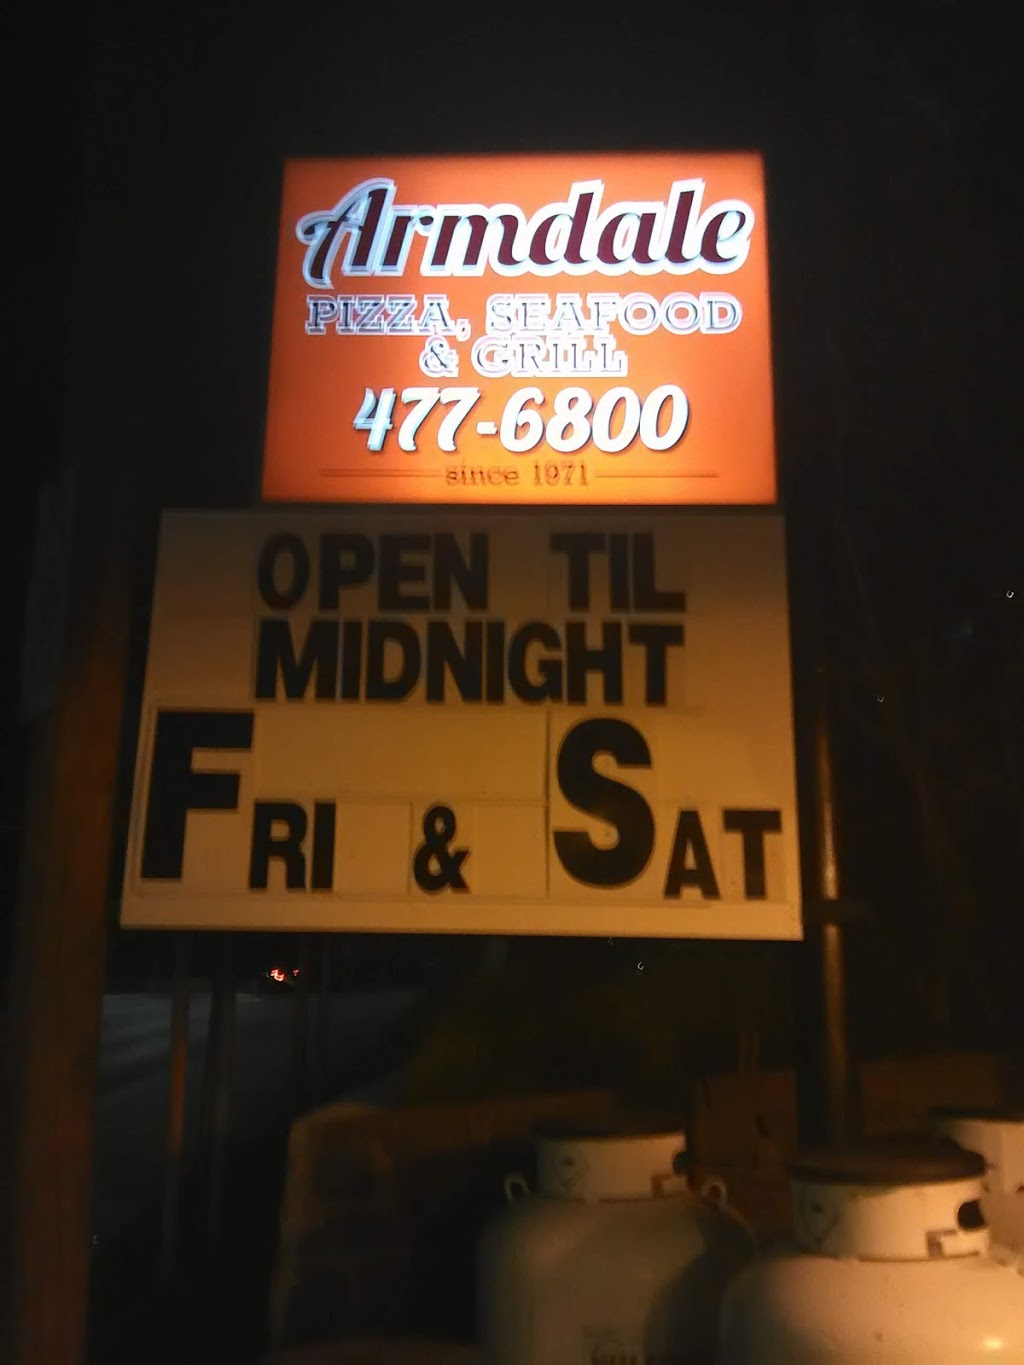 Armdale
PIZZA, SEAFOOD
& GRILL
477-6800
since 1971
OPEN TIL
MIDNIGHT
FRI & SAT